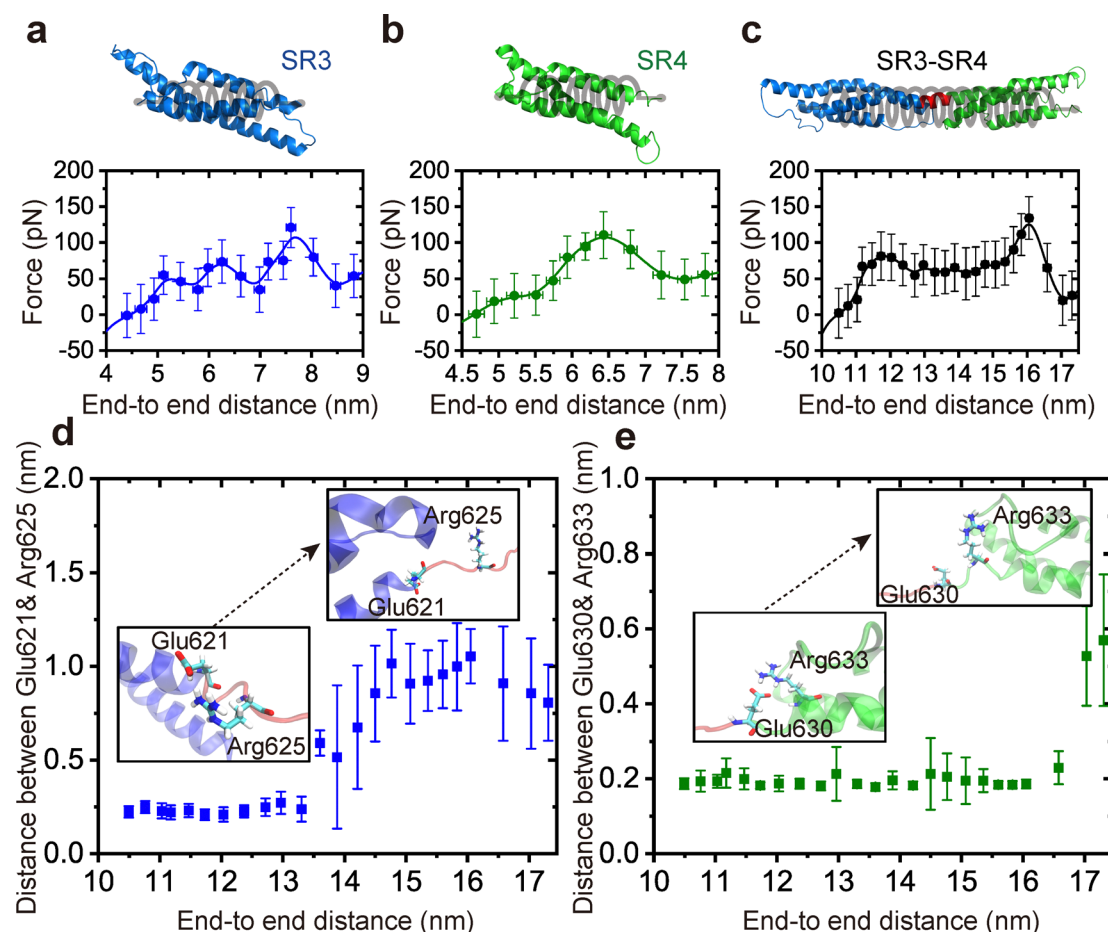 a
SR3
Force (pN)
200
150
100
50
0
-50
4 5 6 7 8 9
End-to end distance (nm)
b
SR4
Force (pN)
200
150
100
50
0
-50
4.5 5 5.5 6 6.5 7 7.5 8
End-to end distance (nm)
c
SR3-SR4
Force (pN)
200
150
100
50
0
-50
10 11 12 13 14 15 16 17
End-to end distance (nm)
d
Distance between Glu621& Arg625 (nm)
2.0
1.5
1.0
0.5
0.0
Arg625
Glu621
Glu621
Arg625
10 11 12 13 14 15 16 17
End-to end distance (nm)
e
Distance between Glu630& Arg633 (nm)
1.0
0.8
0.6
0.4
0.2
0.0
Arg633
Glu630
Arg633
Glu630
10 11 12 13 14 15 16 17
End-to end distance (nm)